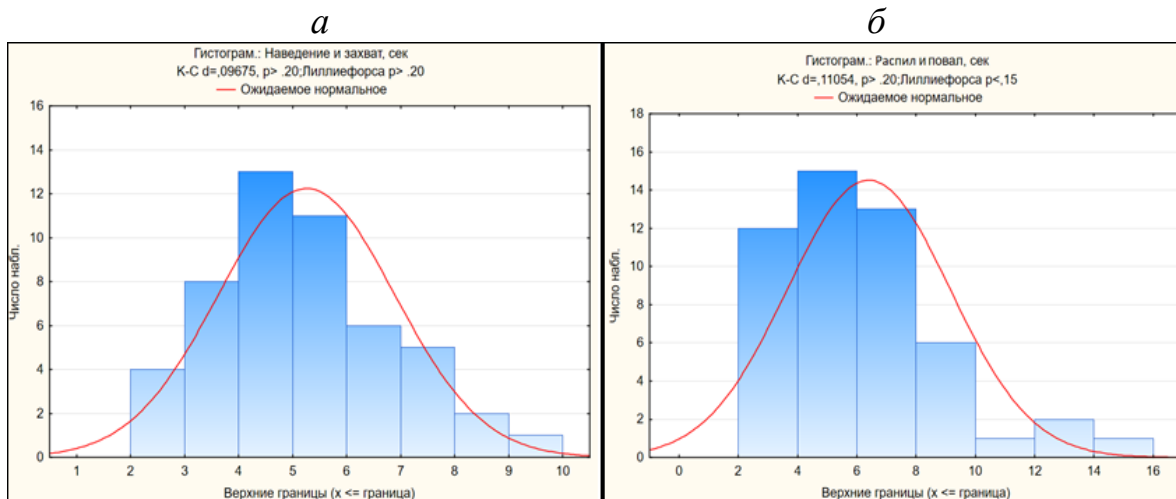 а
б
Гистограм.: Наведение и захват, сек
К-С d=,09675, p> .20;Лиллиефорса p> .20
Ожидаемое нормальное
16
14
12
10
8
6
4
2
0
Число набл.
1 2 3 4 5 6 7 8 9 10
Верхние границы (x <= граница)
Гистограм.: Распил и повал, сек
К-С d=,11054, p> .20;Лиллиефорса p<,15
Ожидаемое нормальное
18
16
14
12
10
8
6
4
2
0
Число набл.
0 2 4 6 8 10 12 14 16
Верхние границы (x <= граница)